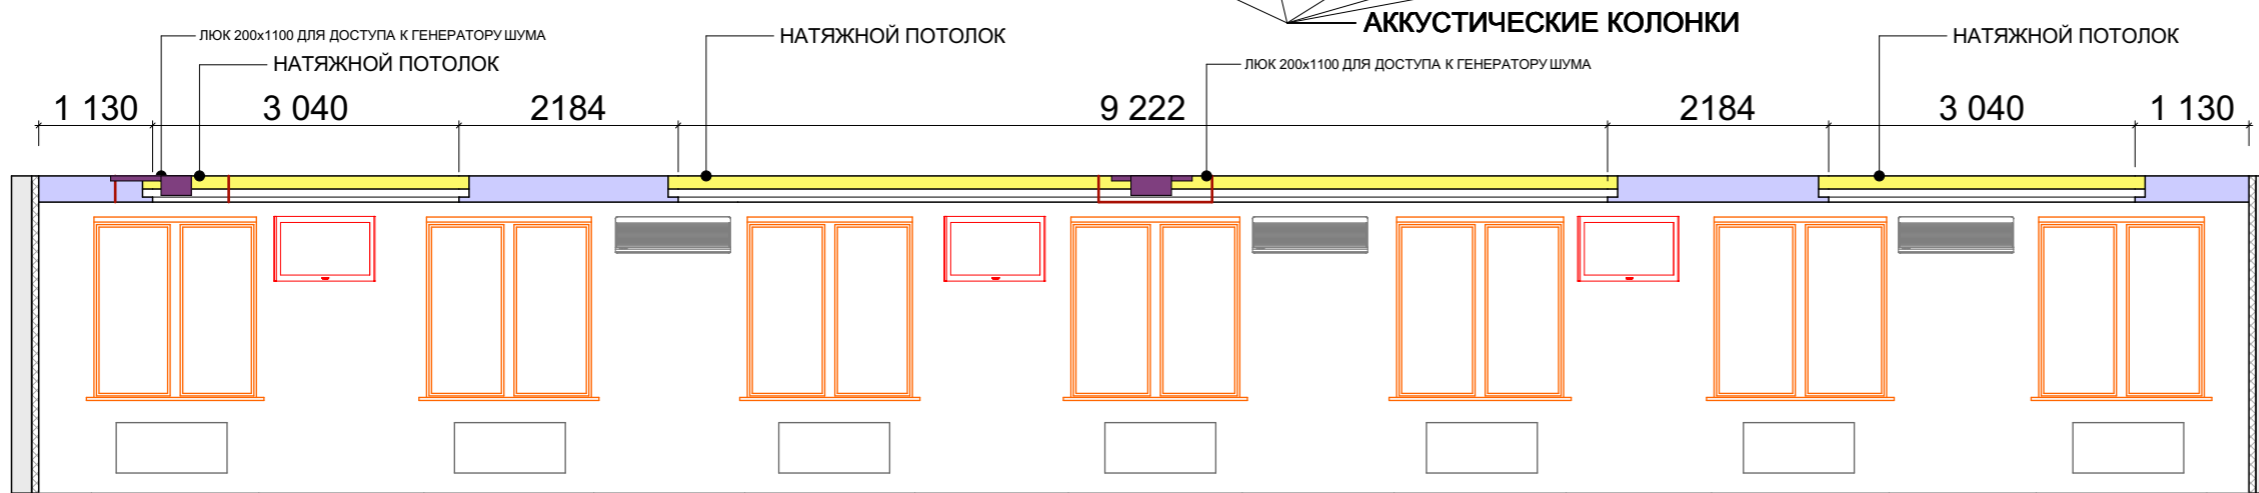 АККУСТИЧЕСКИЕ КОЛОНКИ
ЛЮК 200х1100 ДЛЯ ДОСТУПА К ГЕНЕРАТОРУ ШУМА
НАТЯЖНОЙ ПОТОЛОК
НАТЯЖНОЙ ПОТОЛОК
НАТЯЖНОЙ ПОТОЛОК
ЛЮК 200х1100 ДЛЯ ДОСТУПА К ГЕНЕРАТОРУ ШУМА
1 130 3 040 2184 9 222 2184 3 040 1 130